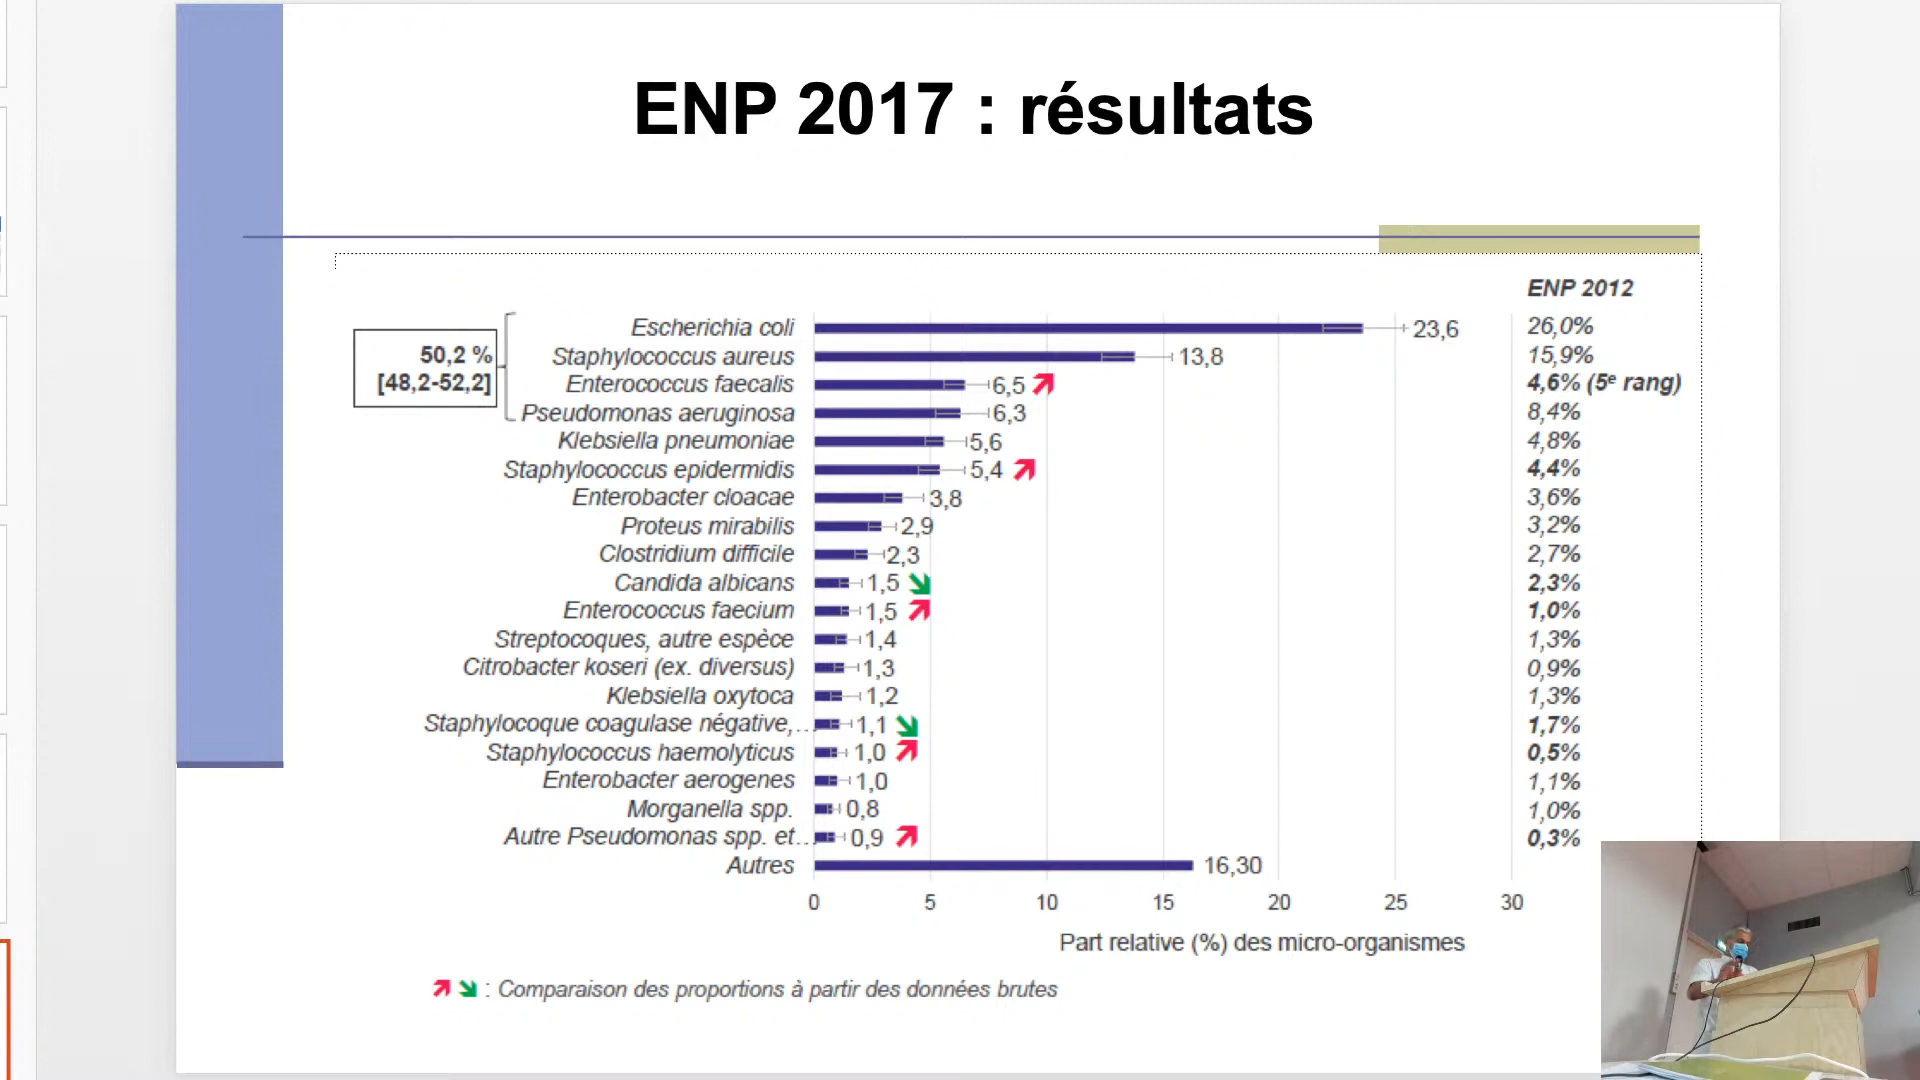 ENP 2017 : résultats
ENP 2012
50,2 %
[48,2-52,2]
Escherichia coli 23,6 26,0%
Staphylococcus aureus 13,8 15,9%
Enterococcus faecalis 6,5 4,6% (5e rang)
Pseudomonas aeruginosa 6,3 8,4%
Klebsiella pneumoniae 5,6 4,8%
Staphylococcus epidermidis 5,4 4,4%
Enterobacter cloacae 3,8 3,6%
Proteus mirabilis 2,9 3,2%
Clostridium difficile 2,3 2,7%
Candida albicans 1,5 2,3%
Enterococcus faecium 1,5 1,0%
Streptocoques, autre espèce 1,4 1,3%
Citrobacter koseri (ex. diversus) 1,3 0,9%
Klebsiella oxytoca 1,2 1,3%
Staphylocoque coagulase négative,... 1,1 1,7%
Staphylococcus haemolyticus 1,0 0,5%
Enterobacter aerogenes 1,0 1,1%
Morganella spp. 0,8 1,0%
Autre Pseudomonas spp. et... 0,9 0,3%
Autres 16,30
0 5 10 15 20 25 30
Part relative (%) des micro-organismes
: Comparaison des proportions à partir des données brutes